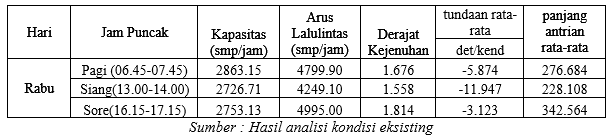 Hari Jam Puncak Kapasitas (smp/jam) Arus Lalulintas (smp/jam) Derajat Kejenuhan tundaan rata-rata det/kend panjang antrian rata-rata
Rabu
Pagi (06.45-07.45) 2863.15 4799.90 1.676 -5.874 276.684
Siang(13.00-14.00) 2726.71 4249.10 1.558 -11.947 228.108
Sore(16.15-17.15) 2753.13 4995.00 1.814 -3.123 342.564
Sumber : Hasil analisi kondisi eksisting